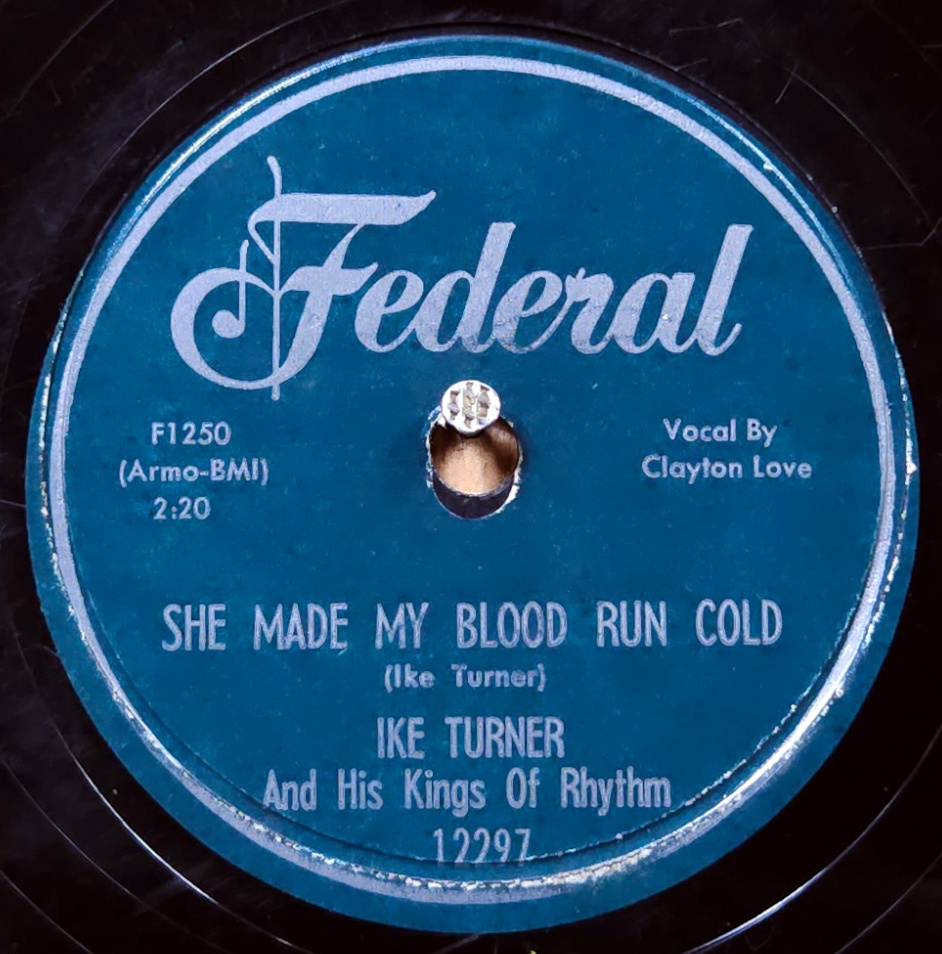 Federal
F1250
(Armo-BMI)
2:20
Vocal By
Clayton Love
SHE MADE MY BLOOD RUN COLD
(Ike Turner)
IKE TURNER
And His Kings Of Rhythm
12297